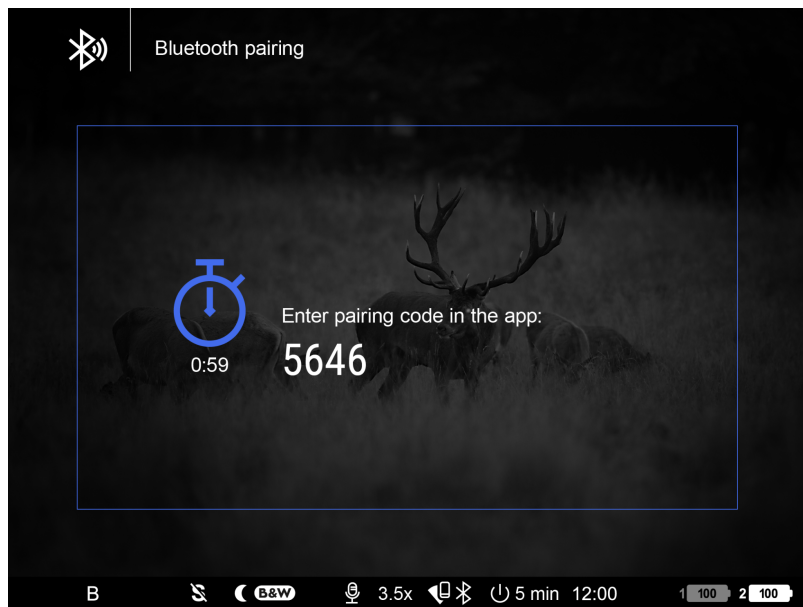 Bluetooth pairing
Enter pairing code in the app:
0:59
5646
B B&W 3.5x 5 min 12:00 1 100 2 100